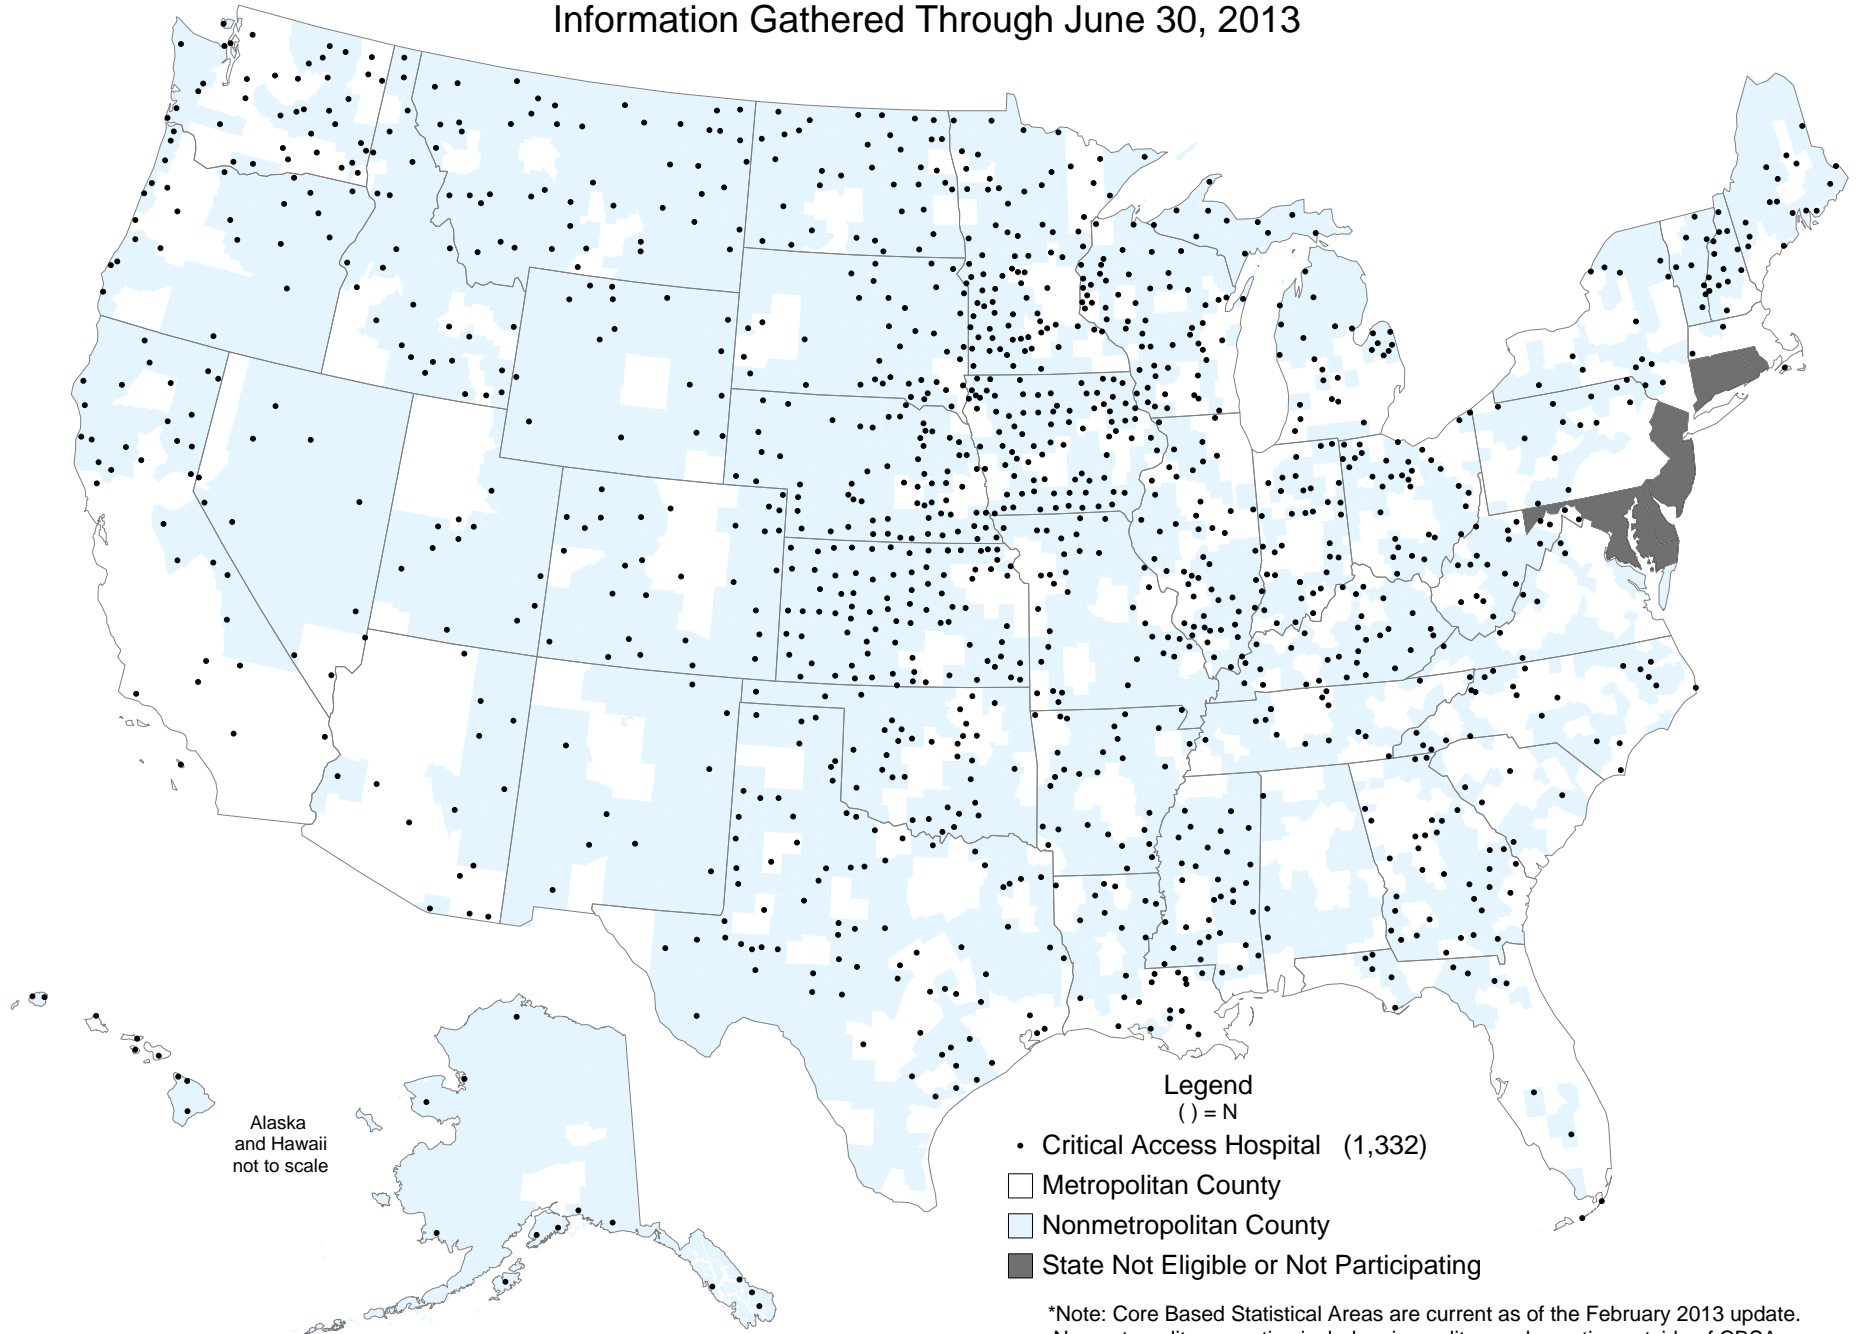 Information Gathered Through June 30, 2013
Alaska
and Hawaii
not to scale
Legend
( ) = N
Critical Access Hospital (1,332)
Metropolitan County
Nonmetropolitan County
State Not Eligible or Not Participating
*Note: Core Based Statistical Areas are current as of the February 2013 update.